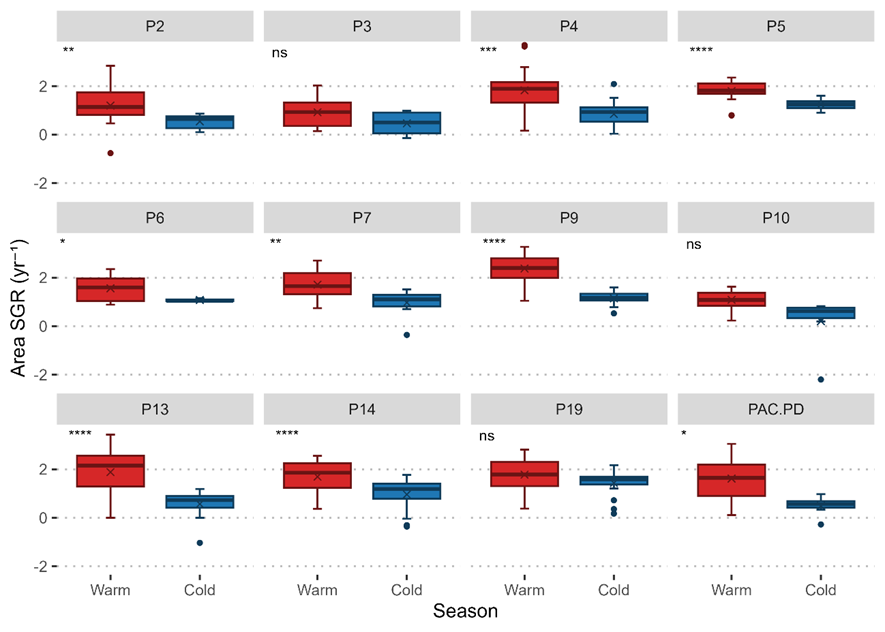 P2 P3 P4 P5
** ns *** ****
2
0
-2
P6 P7 P9 P10
* ** **** ns
2
0
-2
P13 P14 P19 PAC.PD
**** **** ns *
2
0
-2
Warm Cold Warm Cold Warm Cold Warm Cold
Season
Area SGR (yr⁻¹)